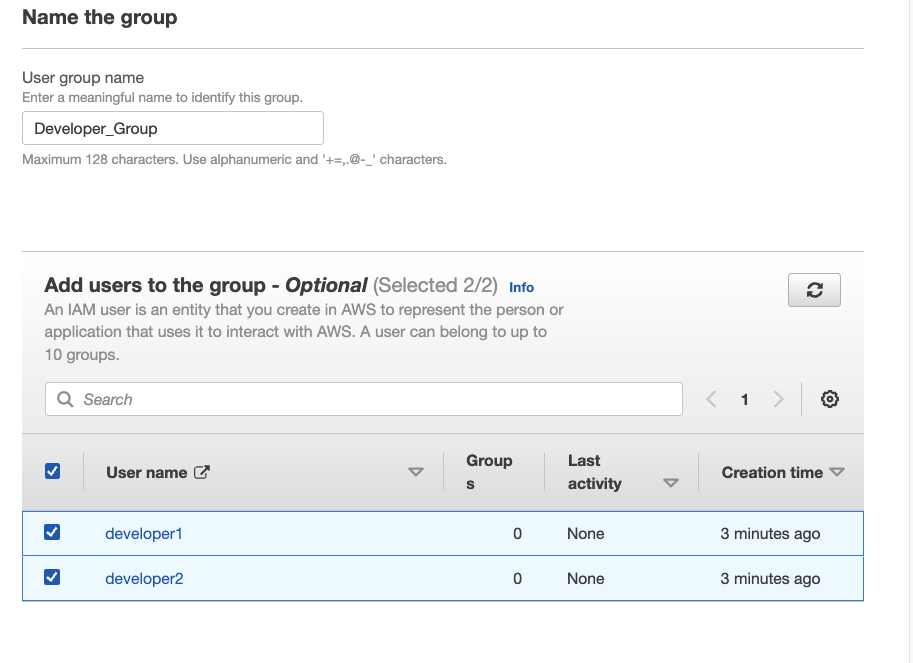 Name the group
User group name
Enter a meaningful name to identify this group.
Developer_Group
Maximum 128 characters. Use alphanumeric and '+=,.@-_' characters.
Add users to the group - Optional (Selected 2/2) Info
An IAM user is an entity that you create in AWS to represent the person or
application that uses it to interact with AWS. A user can belong to up to
10 groups.
Search
1
User name
Group
s
Last
activity
Creation time
developer1 0 None 3 minutes ago
developer2 0 None 3 minutes ago